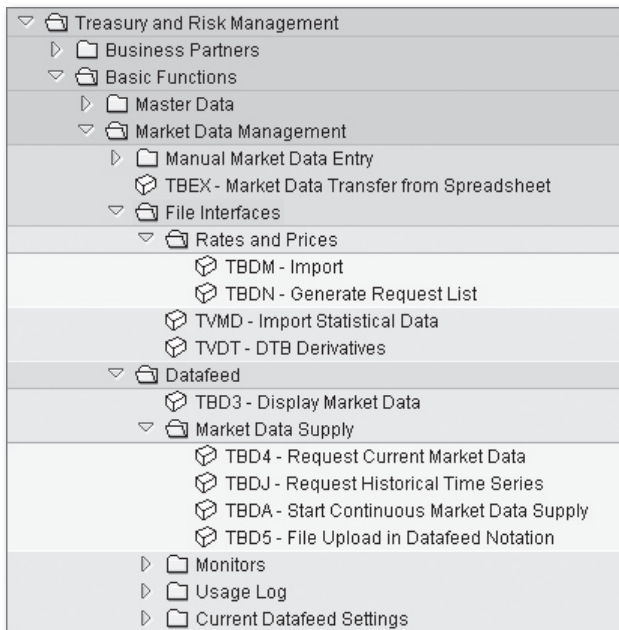 Treasury and Risk Management
Business Partners
Basic Functions
Master Data
Market Data Management
Manual Market Data Entry
TBEX - Market Data Transfer from Spreadsheet
File Interfaces
Rates and Prices
TBDM - Import
TBDN - Generate Request List
TVMD - Import Statistical Data
TVDT - DTB Derivatives
Datafeed
TBD3 - Display Market Data
Market Data Supply
TBD4 - Request Current Market Data
TBDJ - Request Historical Time Series
TBDA - Start Continuous Market Data Supply
TBD5 - File Upload in Datafeed Notation
Monitors
Usage Log
Current Datafeed Settings